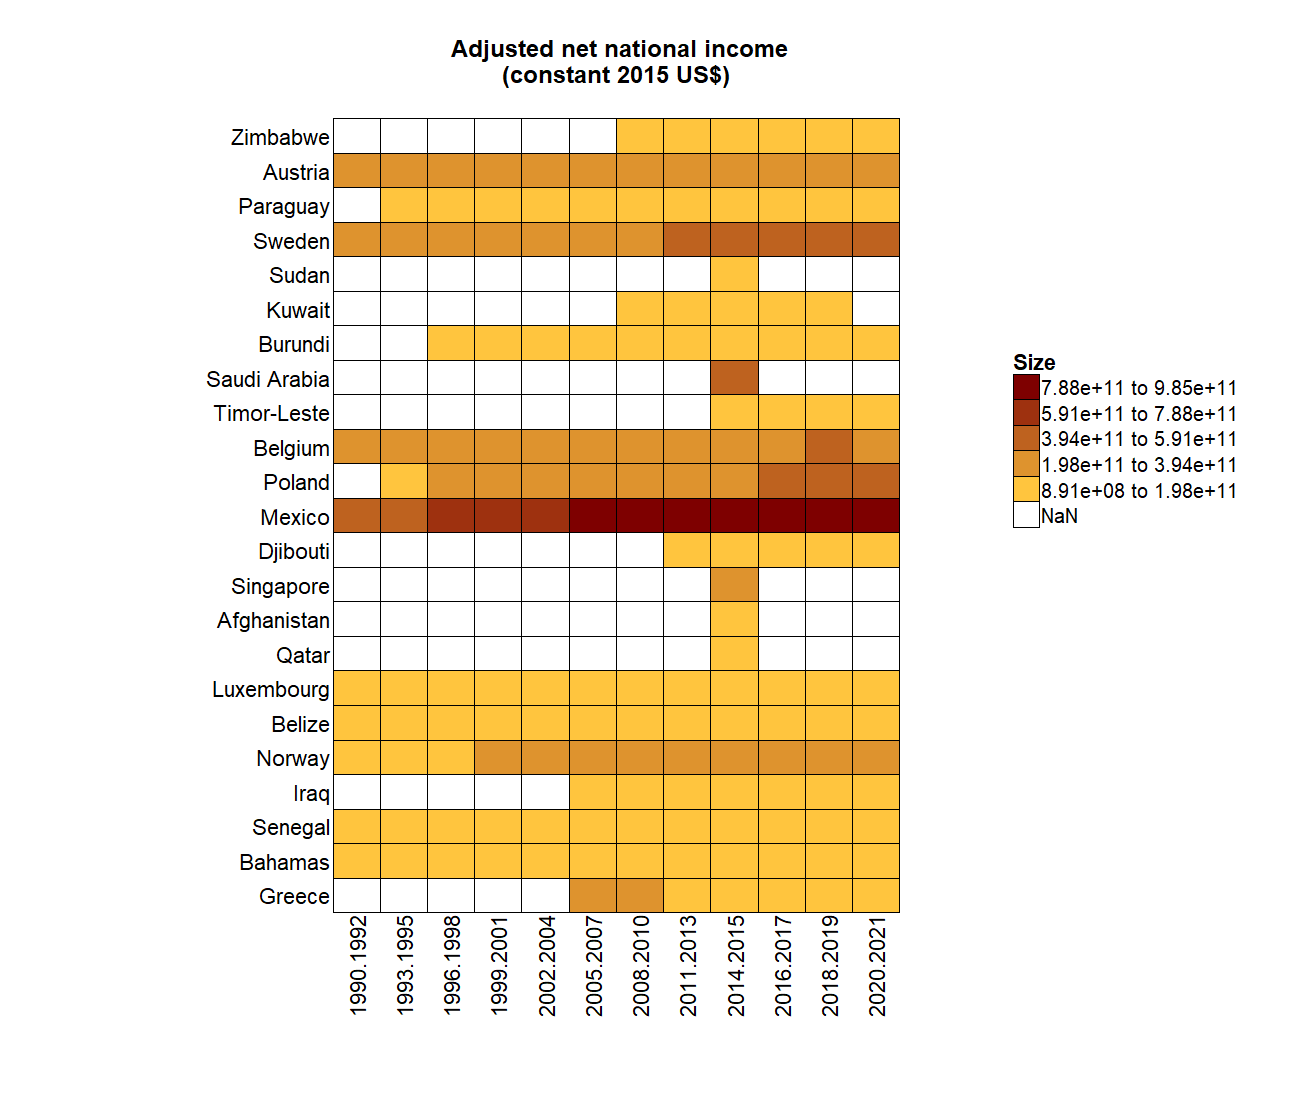 Adjusted net national income
(constant 2015 US$)
Zimbabwe
Austria
Paraguay
Sweden
Sudan
Kuwait
Burundi
Saudi Arabia
Timor-Leste
Belgium
Poland
Mexico
Djibouti
Singapore
Afghanistan
Qatar
Luxembourg
Belize
Norway
Iraq
Senegal
Bahamas
Greece
1990.1992
1993.1995
1996.1998
1999.2001
2002.2004
2005.2007
2008.2010
2011.2013
2014.2015
2016.2017
2018.2019
2020.2021
Size
7.88e+11 to 9.85e+11
5.91e+11 to 7.88e+11
3.94e+11 to 5.91e+11
1.98e+11 to 3.94e+11
8.91e+08 to 1.98e+11
NaN